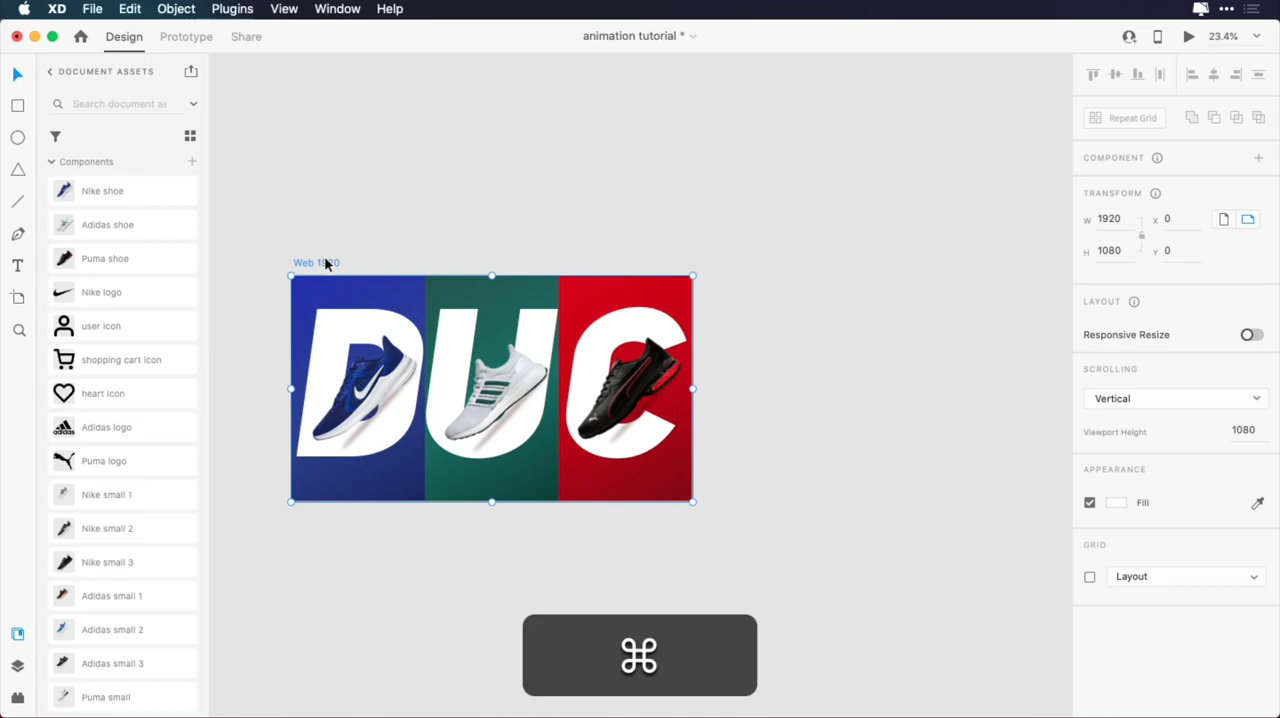 XD File Edit Object Plugins View Window Help
Design Prototype Share
animation tutorial *
23.4%
DOCUMENT ASSETS
Search document as
Components
Nike shoe
Adidas shoe
Puma shoe
Nike logo
user icon
shopping cart icon
heart icon
Adidas logo
Puma logo
Nike small 1
Nike small 2
Nike small 3
Adidas small 1
Adidas small 2
Adidas small 3
Puma small
Web 1920
DUC
⌘
Repeat Grid
COMPONENT
TRANSFORM
W 1920 X 0
H 1080 Y 0
LAYOUT
Responsive Resize
SCROLLING
Vertical
Viewport Height 1080
APPEARANCE
Fill
GRID
Layout